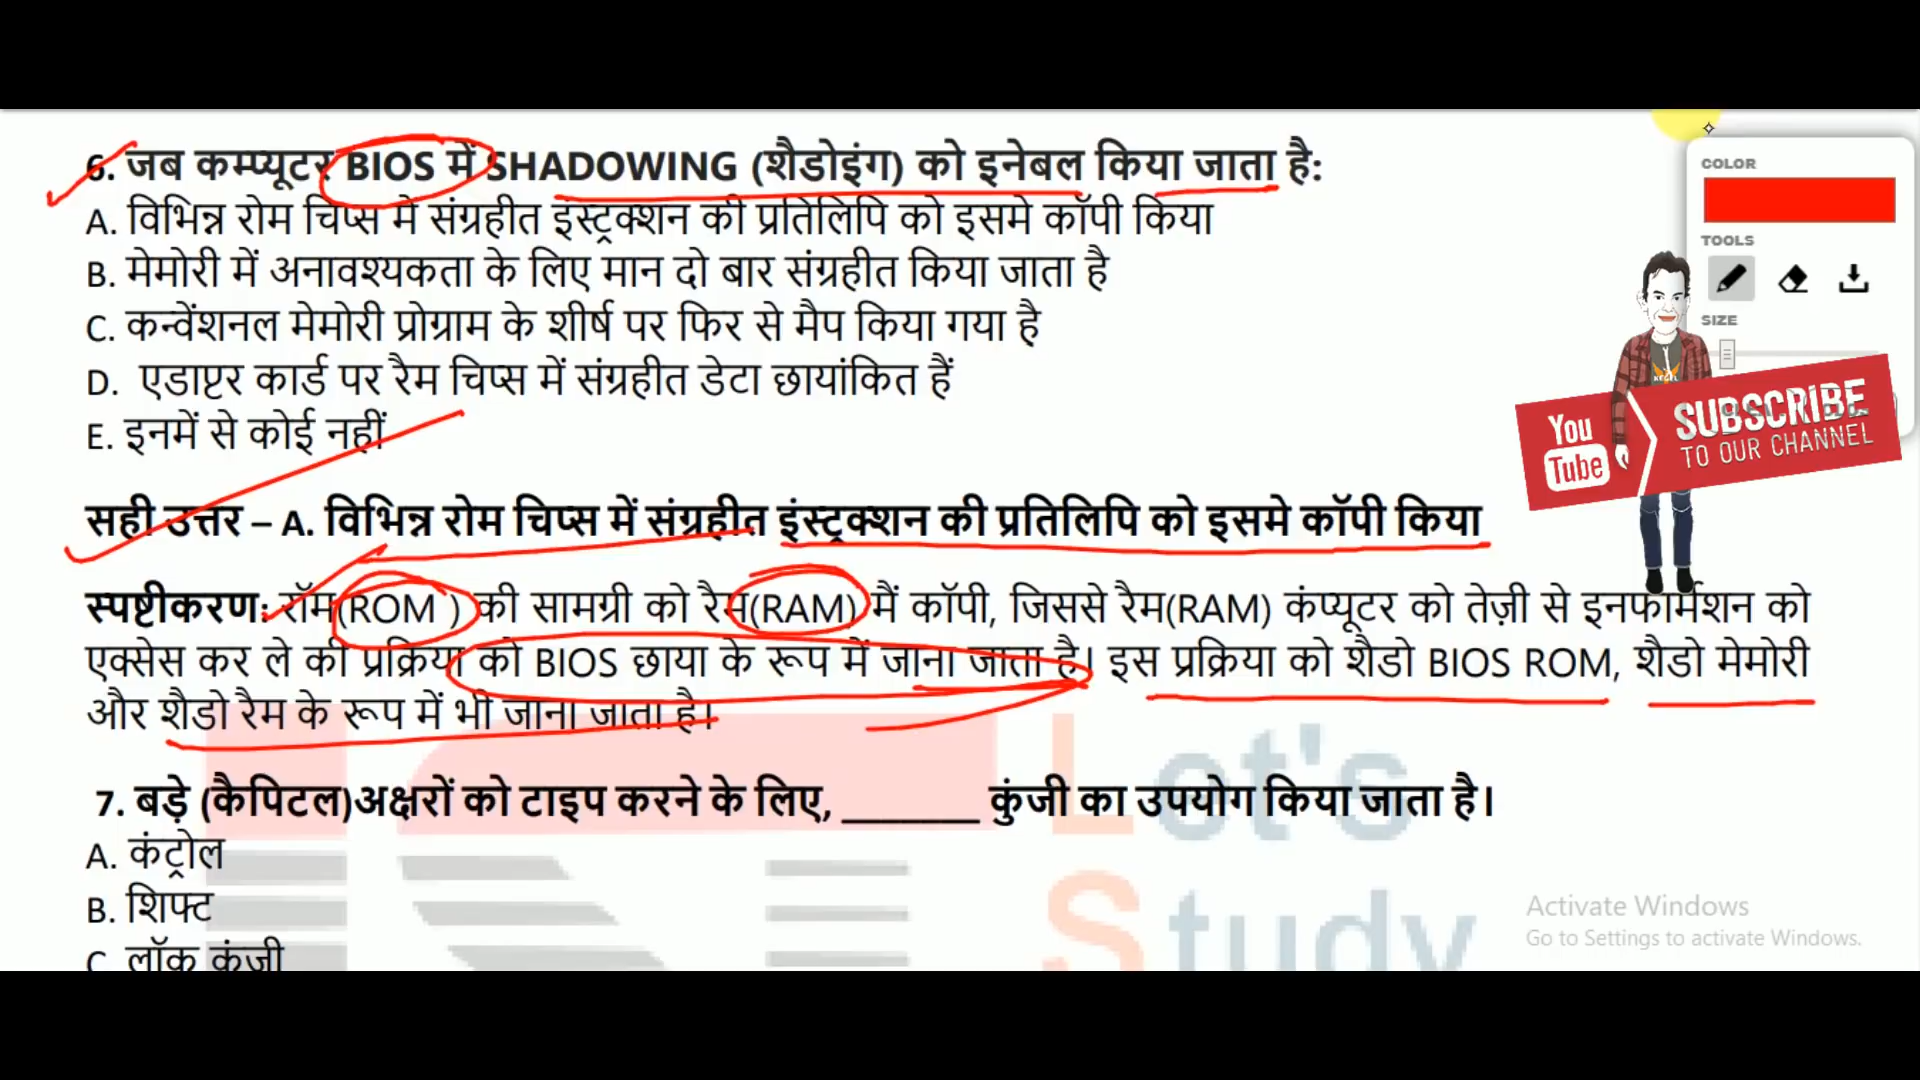 6. जब कम्प्यूटर BIOS में SHADOWING (शैडोइंग) को इनेबल किया जाता है:
A. विभिन्न रोम चिप्स में संग्रहीत इंस्ट्रक्शन की प्रतिलिपि को इसमे कॉपी किया
B. मेमोरी में अनावश्यकता के लिए मान दो बार संग्रहीत किया जाता है
C. कन्वेंशनल मेमोरी प्रोग्राम के शीर्ष पर फिर से मैप किया गया है
D. एडाप्टर कार्ड पर रैम चिप्स में संग्रहीत डेटा छायांकित हैं
E. इनमें से कोई नहीं
सही उत्तर – A. विभिन्न रोम चिप्स में संग्रहीत इंस्ट्रक्शन की प्रतिलिपि को इसमे कॉपी किया
स्पष्टीकरण: रॉम(ROM ) की सामग्री को रैम(RAM) मैं कॉपी, जिससे रैम(RAM) कंप्यूटर को तेज़ी से इनफार्मेशन को
एक्सेस कर ले की प्रक्रिया को BIOS छाया के रूप में जाना जाता है। इस प्रक्रिया को शैडो BIOS ROM, शैडो मेमोरी
और शैडो रैम के रूप में भी जाना जाता है।
7. बड़े (कैपिटल)अक्षरों को टाइप करने के लिए, _______ कुंजी का उपयोग किया जाता है।
A. कंट्रोल
B. शिफ्ट
C. लॉक कुंजी
COLOR
TOOLS
SIZE
You Tube
SUBSCRIBE
TO OUR CHANNEL
Let's
Study
Activate Windows
Go to Settings to activate Windows.